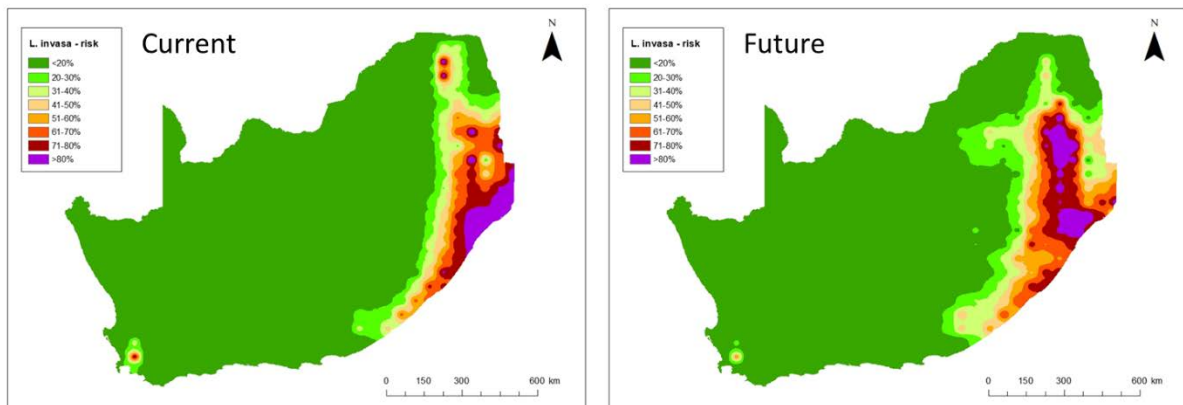 L. invasa - risk
<20%
20-30%
31-40%
41-50%
51-60%
61-70%
71-80%
>80%
Current
N
0 150 300 600 km
L. invasa - risk
<20%
20-30%
31-40%
41-50%
51-60%
61-70%
71-80%
>80%
Future
N
0 150 300 600 km